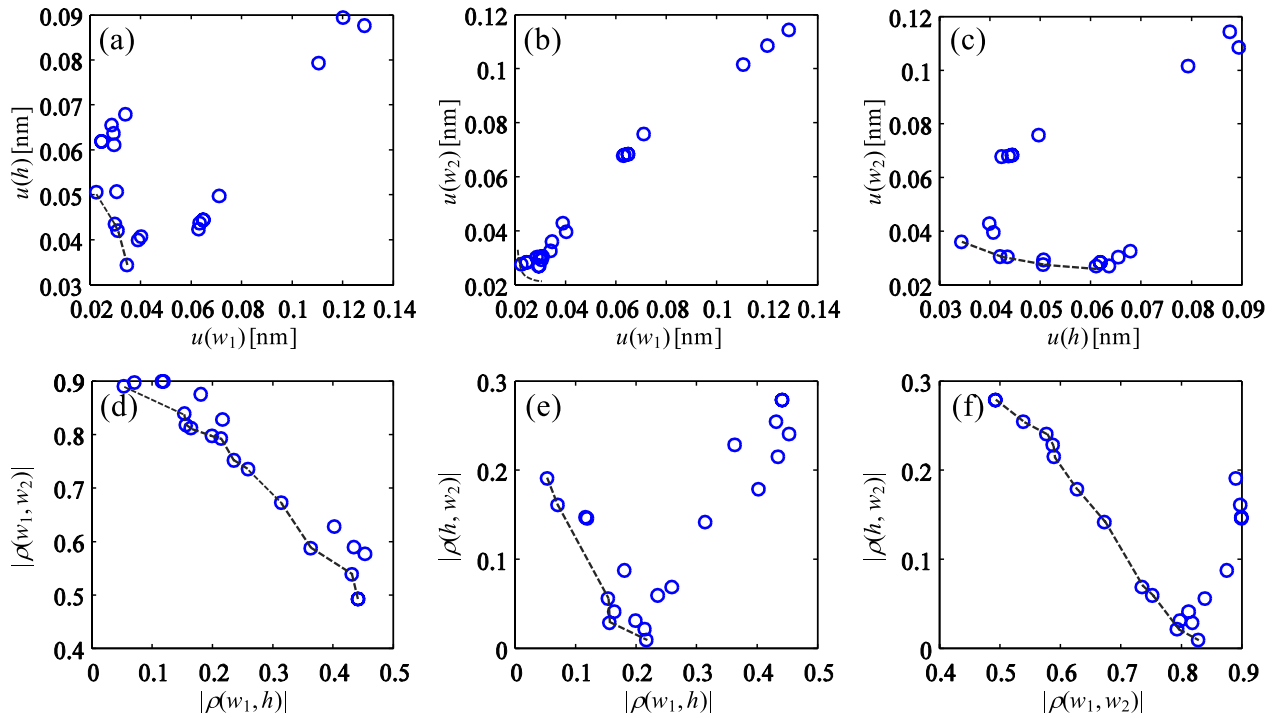 (a)
0.09
0.08
0.07
0.06
0.05
0.04
0.03
u(h) [nm]
0.02 0.04 0.06 0.08 0.1 0.12 0.14
u(w₁) [nm]
(b)
0.12
0.1
0.08
0.06
0.04
0.02
u(w₂) [nm]
0.02 0.04 0.06 0.08 0.1 0.12 0.14
u(w₁) [nm]
(c)
0.12
0.1
0.08
0.06
0.04
0.02
u(w₂) [nm]
0.03 0.04 0.05 0.06 0.07 0.08 0.09
u(h) [nm]
(d)
0.9
0.8
0.7
0.6
0.5
0.4
|ρ(w₁, w₂)|
0 0.1 0.2 0.3 0.4 0.5
|ρ(w₁, h)|
(e)
0.3
0.2
0.1
0
|ρ(h, w₂)|
0 0.1 0.2 0.3 0.4 0.5
|ρ(w₁, h)|
(f)
0.3
0.2
0.1
0
|ρ(h, w₂)|
0.4 0.5 0.6 0.7 0.8 0.9
|ρ(w₁, w₂)|